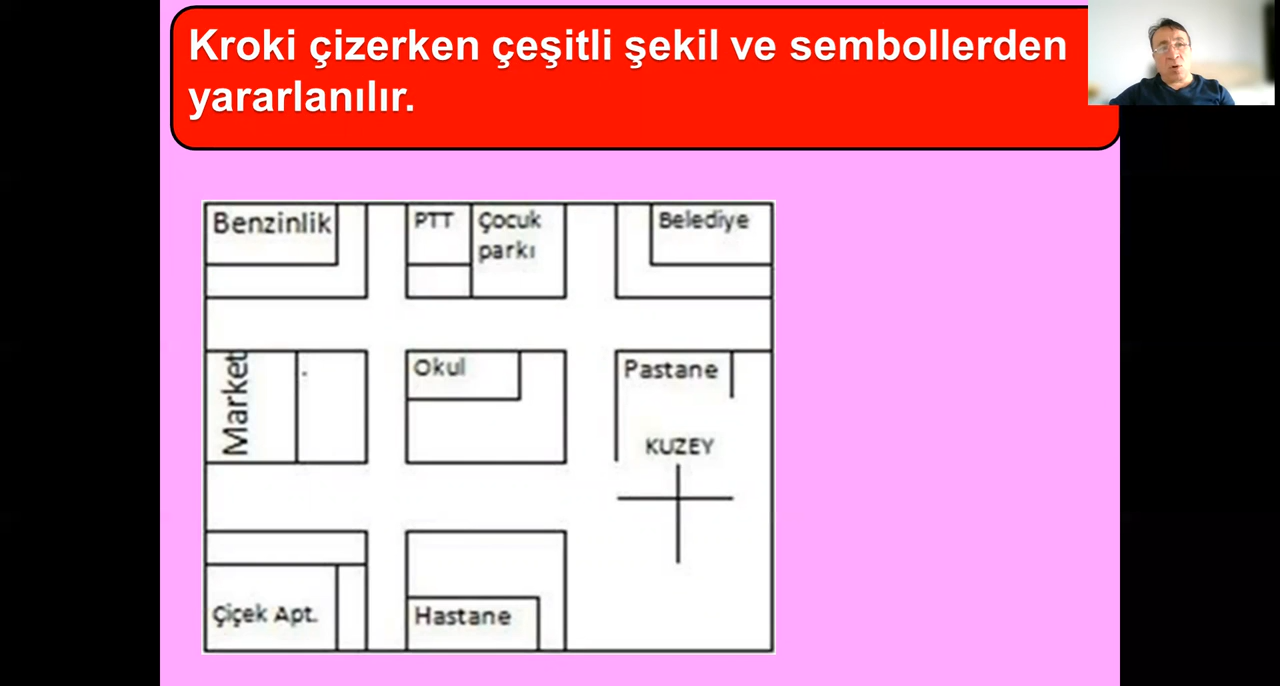 Kroki çizerken çeşitli şekil ve sembollerden
yararlanılır.
Benzinlik
PTT
Çocuk
parkı
Belediye
Market
Okul
Pastane
KUZEY
Çiçek Apt.
Hastane